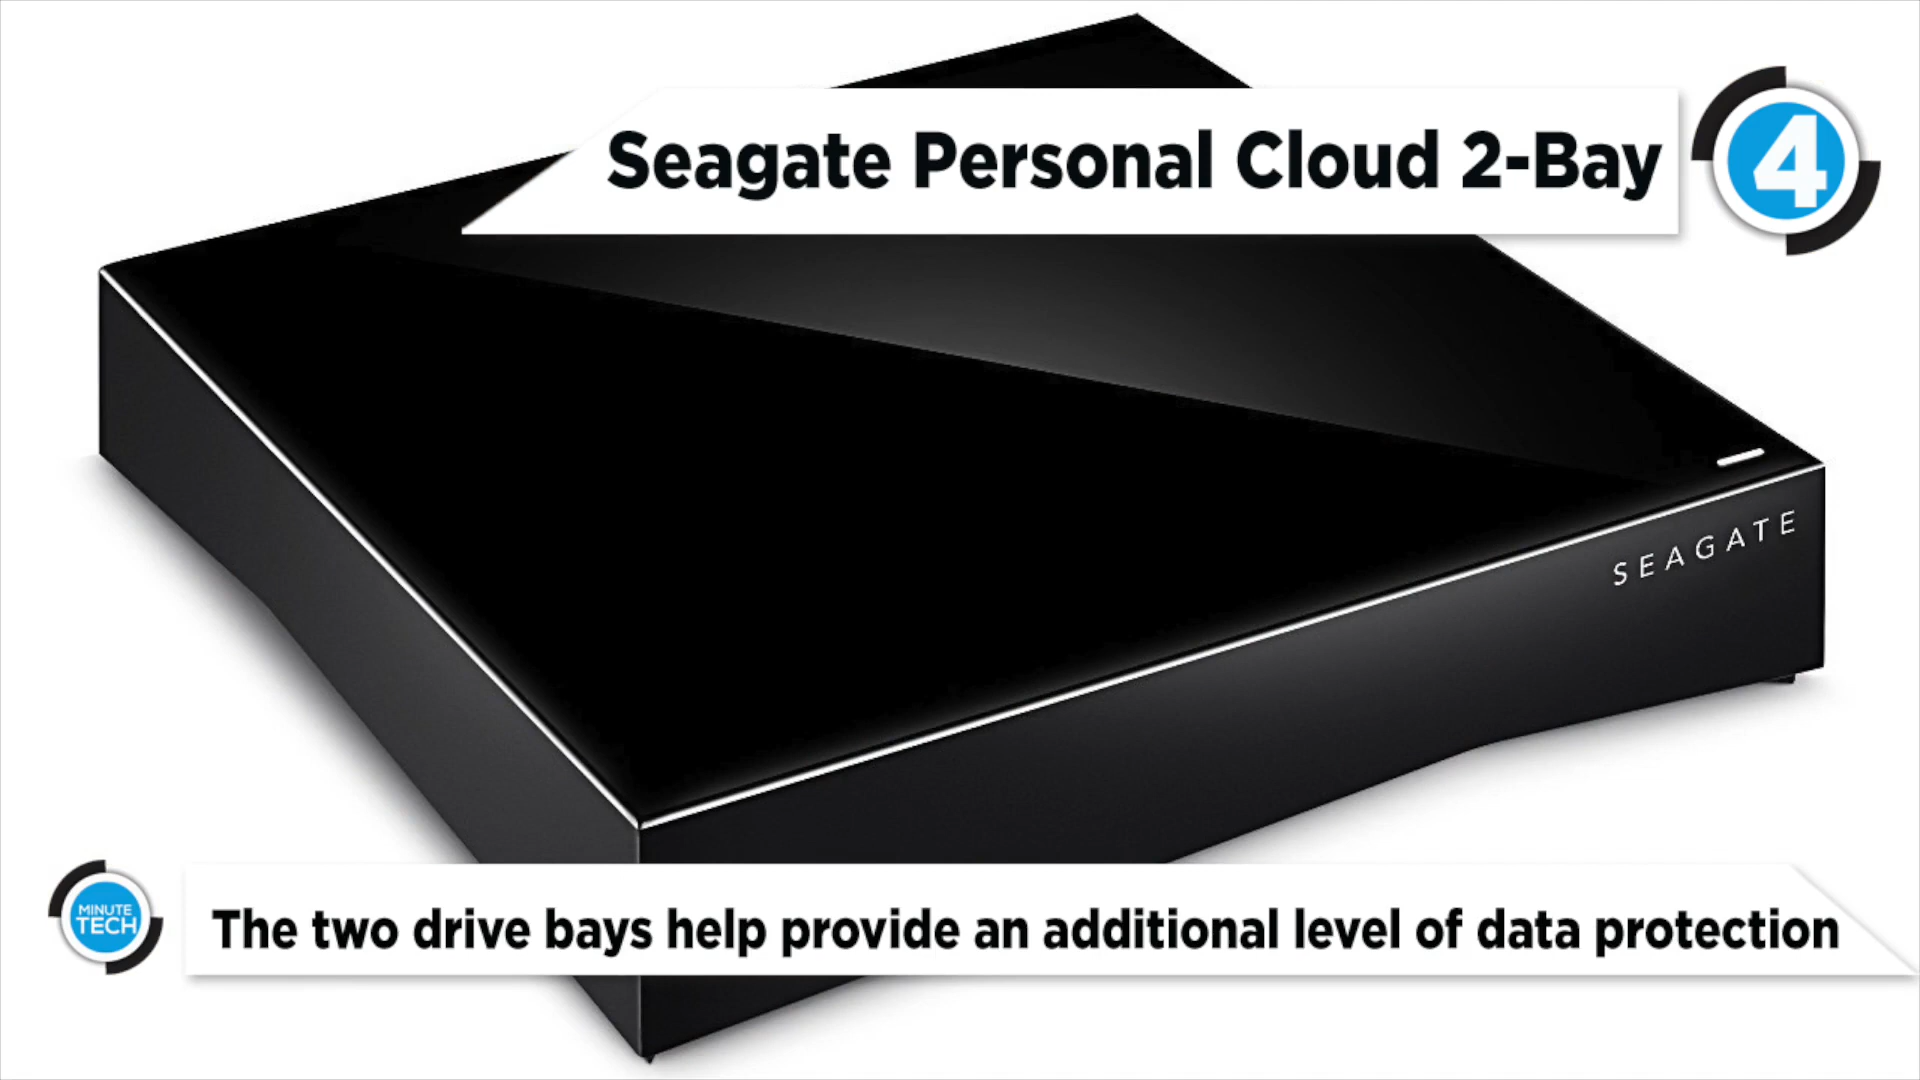 Seagate Personal Cloud 2-Bay
4
SEAGATE
MINUTE
TECH
The two drive bays help provide an additional level of data protection